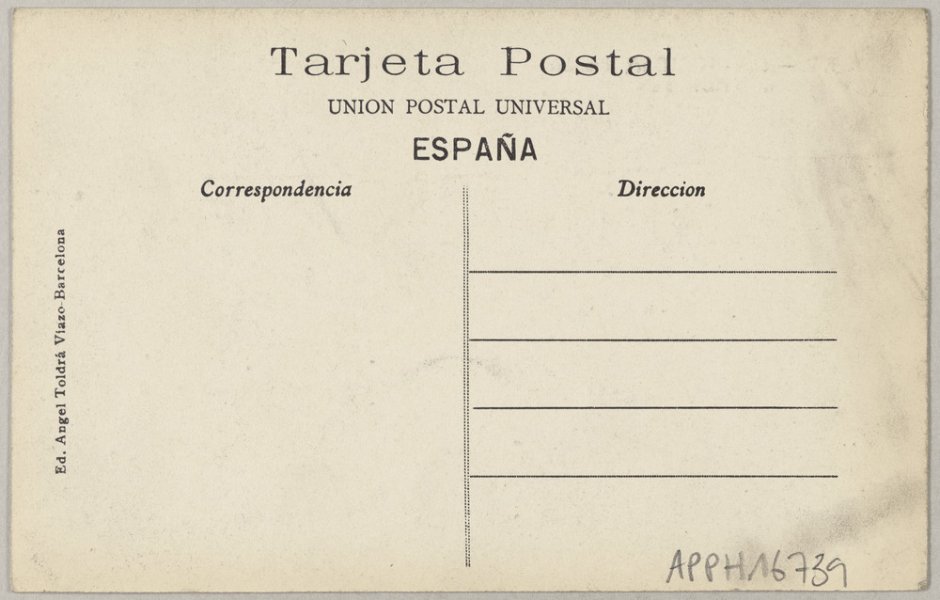 Tarjeta Postal
UNION POSTAL UNIVERSAL
ESPAÑA
Correspondencia
Direccion
Ed. Angel Toldrá Viazo-Barcelona
APPH16739